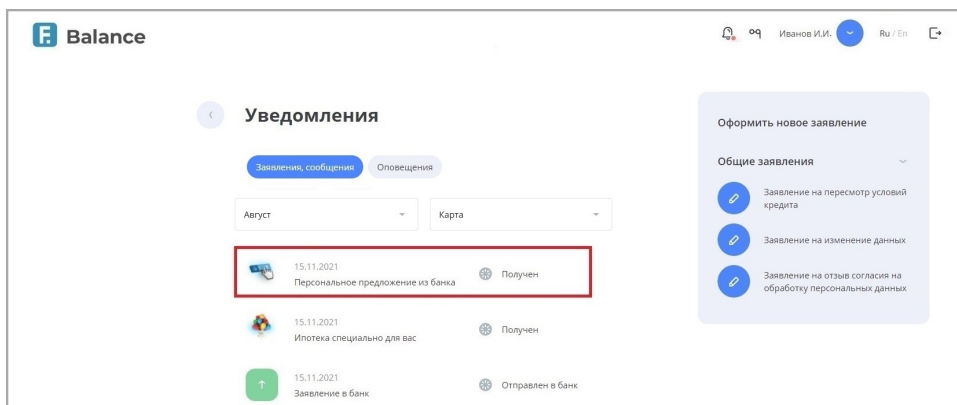 F. Balance
Иванов И.И.
Ru / En
Уведомления
Заявления, сообщения
Оповещения
Август
Карта
15.11.2021
Персональное предложение из банка
Получен
15.11.2021
Ипотека специально для вас
Получен
15.11.2021
Заявление в банк
Отправлен в банк
Оформить новое заявление
Общие заявления
Заявление на пересмотр условий
кредита
Заявление на изменение данных
Заявление на отзыв согласия на
обработку персональных данных